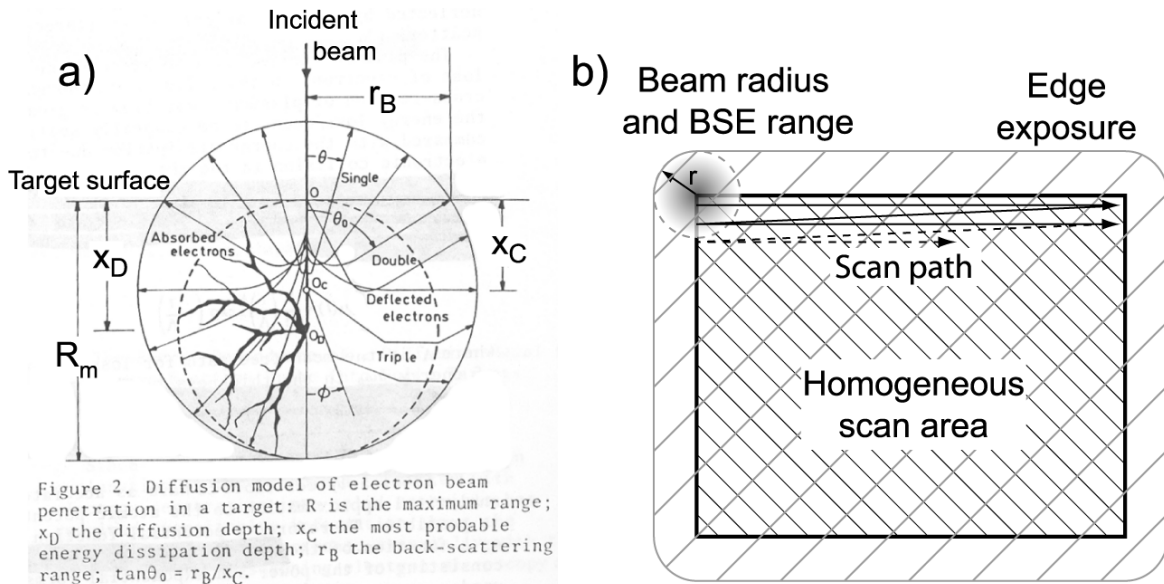 a)
Incident
beam
r_B
θ
Single
Target surface
O
θ₀
Absorbed
electrons
x_D
Double
x_C
O_C
Deflected
electrons
O_D
R_m
Triple
ϕ
Figure 2. Diffusion model of electron beam
penetration in a target: R is the maximum range;
x_D the diffusion depth; x_C the most probable
energy dissipation depth; r_B the back-scattering
range; tanθ₀ = r_B/x_C.
b)
Beam radius
and BSE range
Edge
exposure
r
Scan path
Homogeneous
scan area